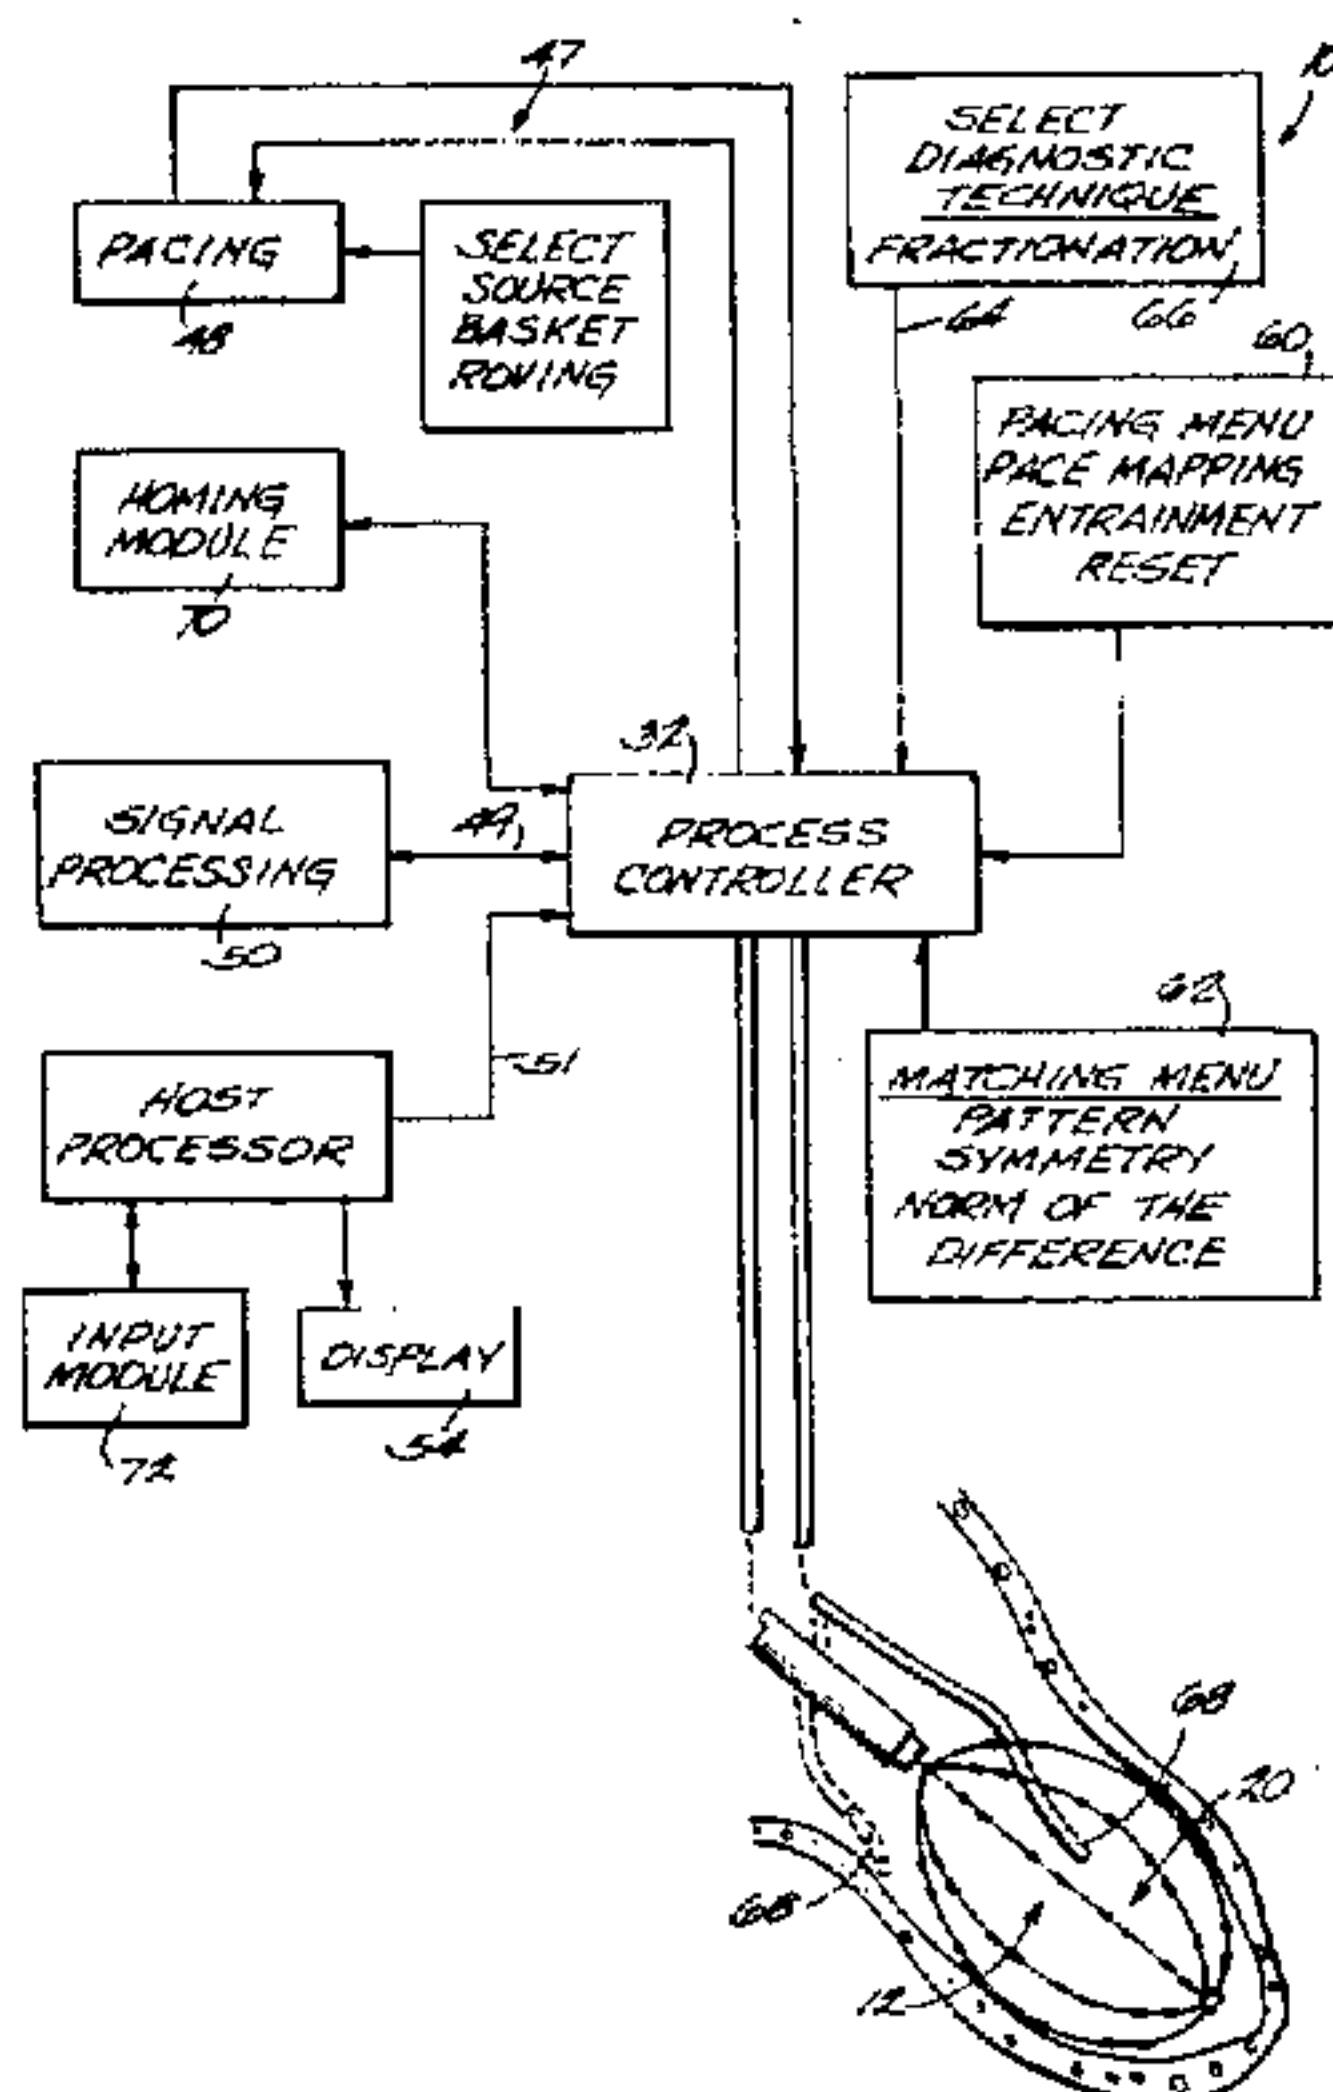 47
10
SELECT
DIAGNOSTIC
TECHNIQUE
FRACTIONATION
66
64
PACING
48
SELECT
SOURCE
BASKET
ROVING
60
PACING MENU
PACE MAPPING
ENTRAINMENT
RESET
HOMING
MODULE
70
32
PROCESS
CONTROLLER
SIGNAL
PROCESSING
50
49
51
HOST
PROCESSOR
62
MATCHING MENU
PATTERN
SYMMETRY
NORM OF THE
DIFFERENCE
INPUT
MODULE
72
DISPLAY
54
68
20
68
12